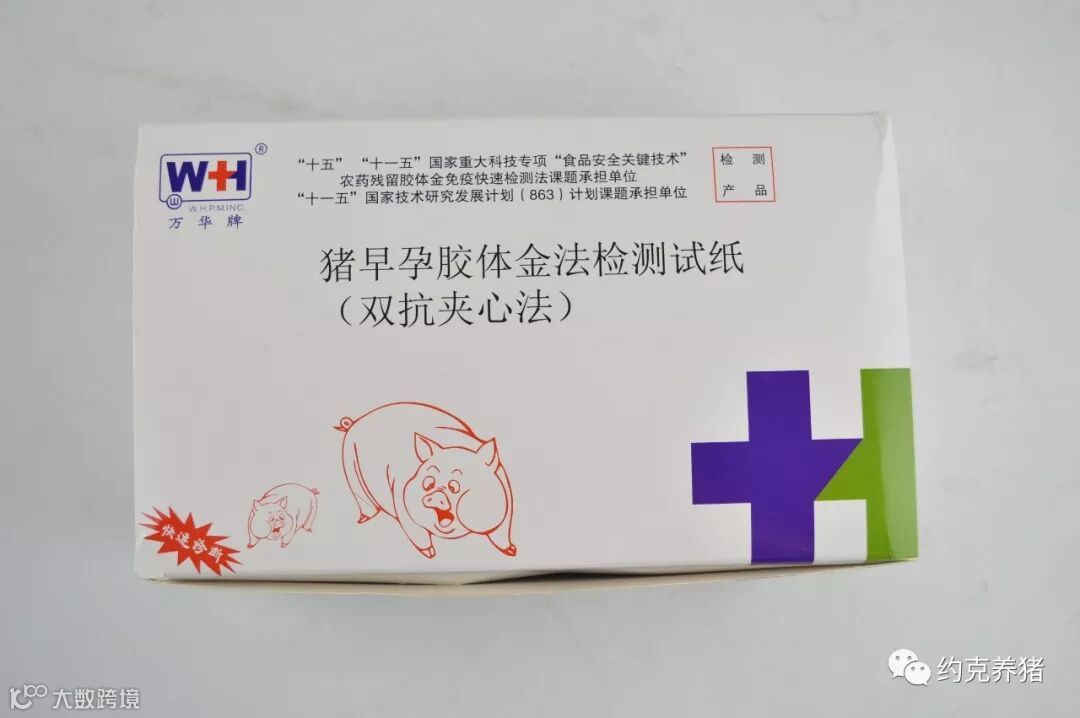 W+H
®
W.H.P.M.INC.
万华牌
“十五” “十一五”国家重大科技专项“食品安全关键技术”
农药残留胶体金免疫快速检测法课题承担单位
“十一五”国家技术研究发展计划（863）计划课题承担单位
检测
产品
猪早孕胶体金法检测试纸
（双抗夹心法）
快速诊断
约克养猪
大数跨境